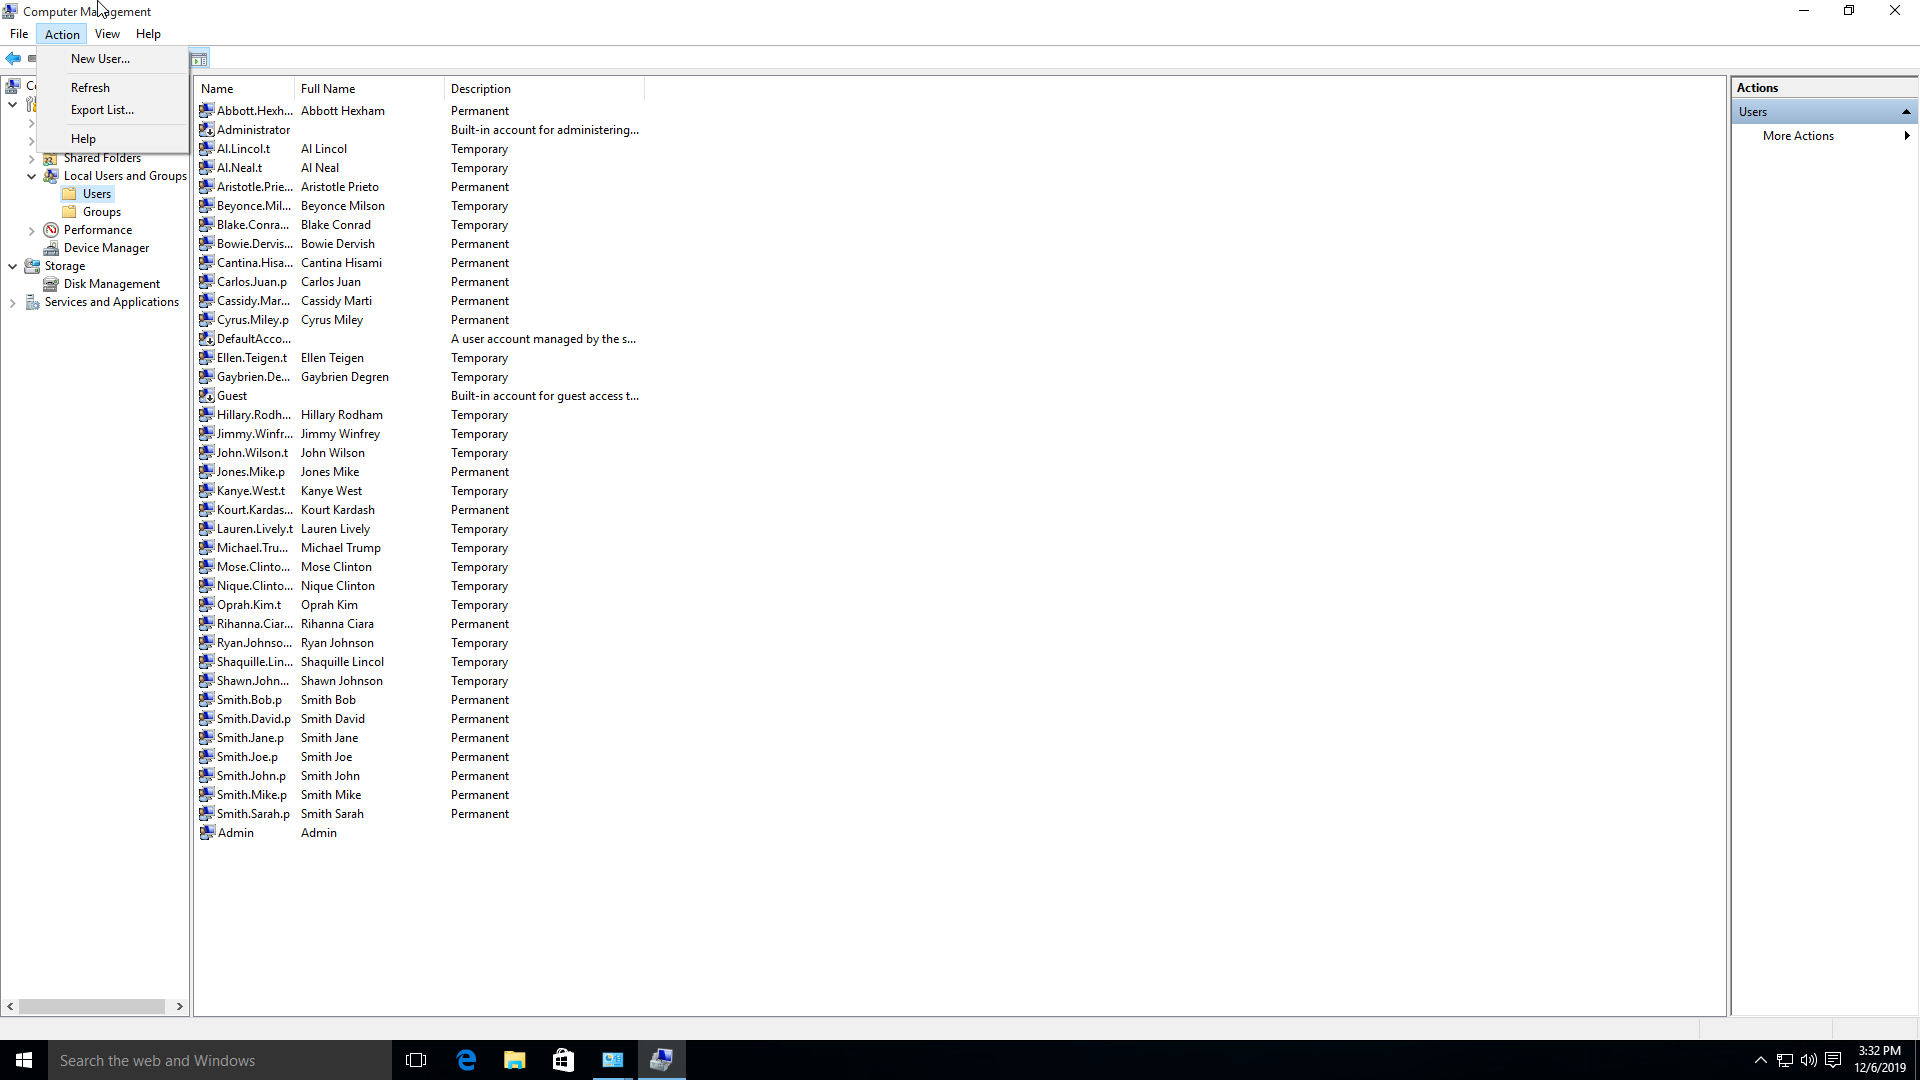 Computer Management
File Action View Help
New User...
Refresh
Export List...
Help
Shared Folders
Local Users and Groups
Users
Groups
Performance
Device Manager
Storage
Disk Management
Services and Applications
Name Full Name Description
Abbott.Hexh... Abbott Hexham Permanent
Administrator Built-in account for administering...
Al.Lincol.t Al Lincol Temporary
Al.Neal.t Al Neal Temporary
Aristotle.Prie... Aristotle Prieto Permanent
Beyonce.Mil... Beyonce Milson Temporary
Blake.Conra... Blake Conrad Temporary
Bowie.Dervis... Bowie Dervish Permanent
Cantina.Hisa... Cantina Hisami Permanent
Carlos.Juan.p Carlos Juan Permanent
Cassidy.Mar... Cassidy Marti Permanent
Cyrus.Miley.p Cyrus Miley Permanent
DefaultAcco... A user account managed by the s...
Ellen.Teigen.t Ellen Teigen Temporary
Gaybrien.De... Gaybrien Degren Temporary
Guest Built-in account for guest access t...
Hillary.Rodh... Hillary Rodham Temporary
Jimmy.Winfr... Jimmy Winfrey Temporary
John.Wilson.t John Wilson Temporary
Jones.Mike.p Jones Mike Permanent
Kanye.West.t Kanye West Temporary
Kourt.Kardas... Kourt Kardash Permanent
Lauren.Lively.t Lauren Lively Temporary
Michael.Tru... Michael Trump Temporary
Mose.Clinto... Mose Clinton Temporary
Nique.Clinto... Nique Clinton Temporary
Oprah.Kim.t Oprah Kim Temporary
Rihanna.Ciar... Rihanna Ciara Permanent
Ryan.Johnso... Ryan Johnson Temporary
Shaquille.Lin... Shaquille Lincol Temporary
Shawn.John... Shawn Johnson Temporary
Smith.Bob.p Smith Bob Permanent
Smith.David.p Smith David Permanent
Smith.Jane.p Smith Jane Permanent
Smith.Joe.p Smith Joe Permanent
Smith.John.p Smith John Permanent
Smith.Mike.p Smith Mike Permanent
Smith.Sarah.p Smith Sarah Permanent
Admin Admin
Actions
Users
More Actions
Search the web and Windows
3:32 PM
12/6/2019